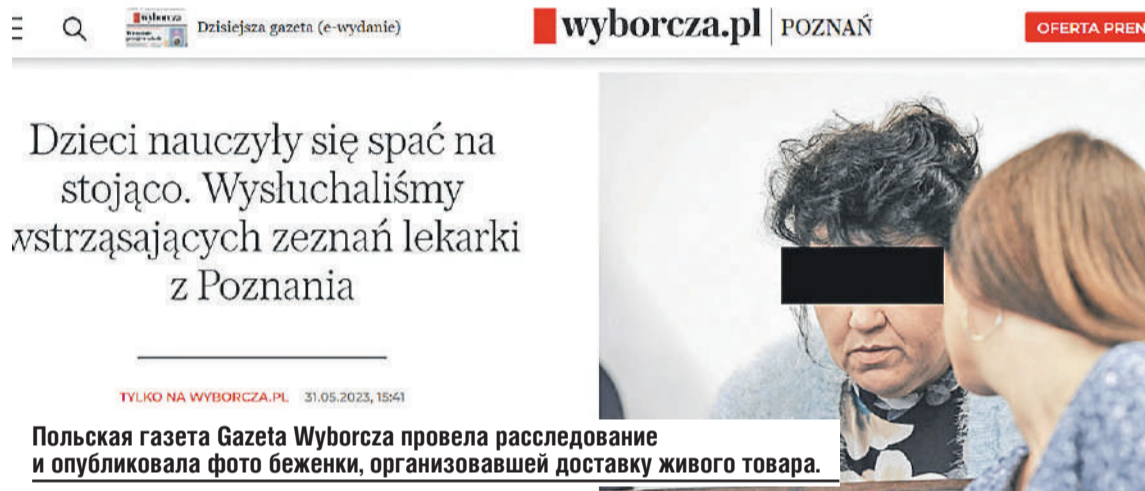 wyborcza
Dzisiejsza gazeta (e-wydanie)
wyborcza.pl | POZNAŃ
OFERTA PREN
Dzieci nauczyły się spać na
stojąco. Wysłuchaliśmy
wstrząsających zeznań lekarki
z Poznania
TYLKO NA WYBORCZA.PL 31.05.2023, 15:41
Польская газета Gazeta Wyborcza провела расследование
и опубликовала фото беженки, организовавшей доставку живого товара.